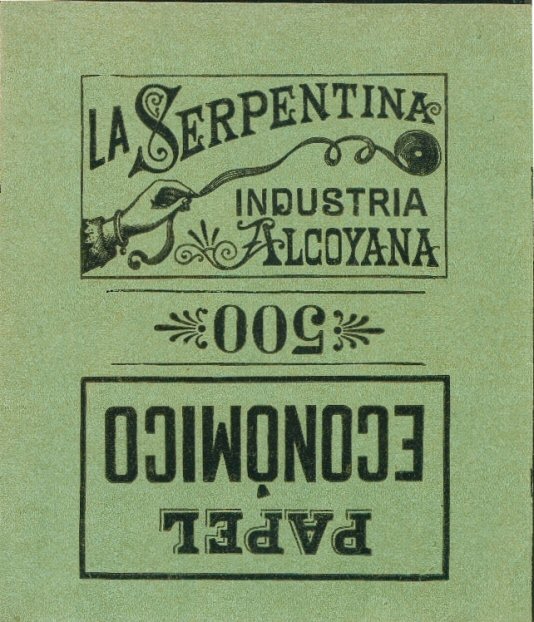 LA SERPENTINA
INDUSTRIA
ALCOYANA
500
PAPEL
ECONÓMICO